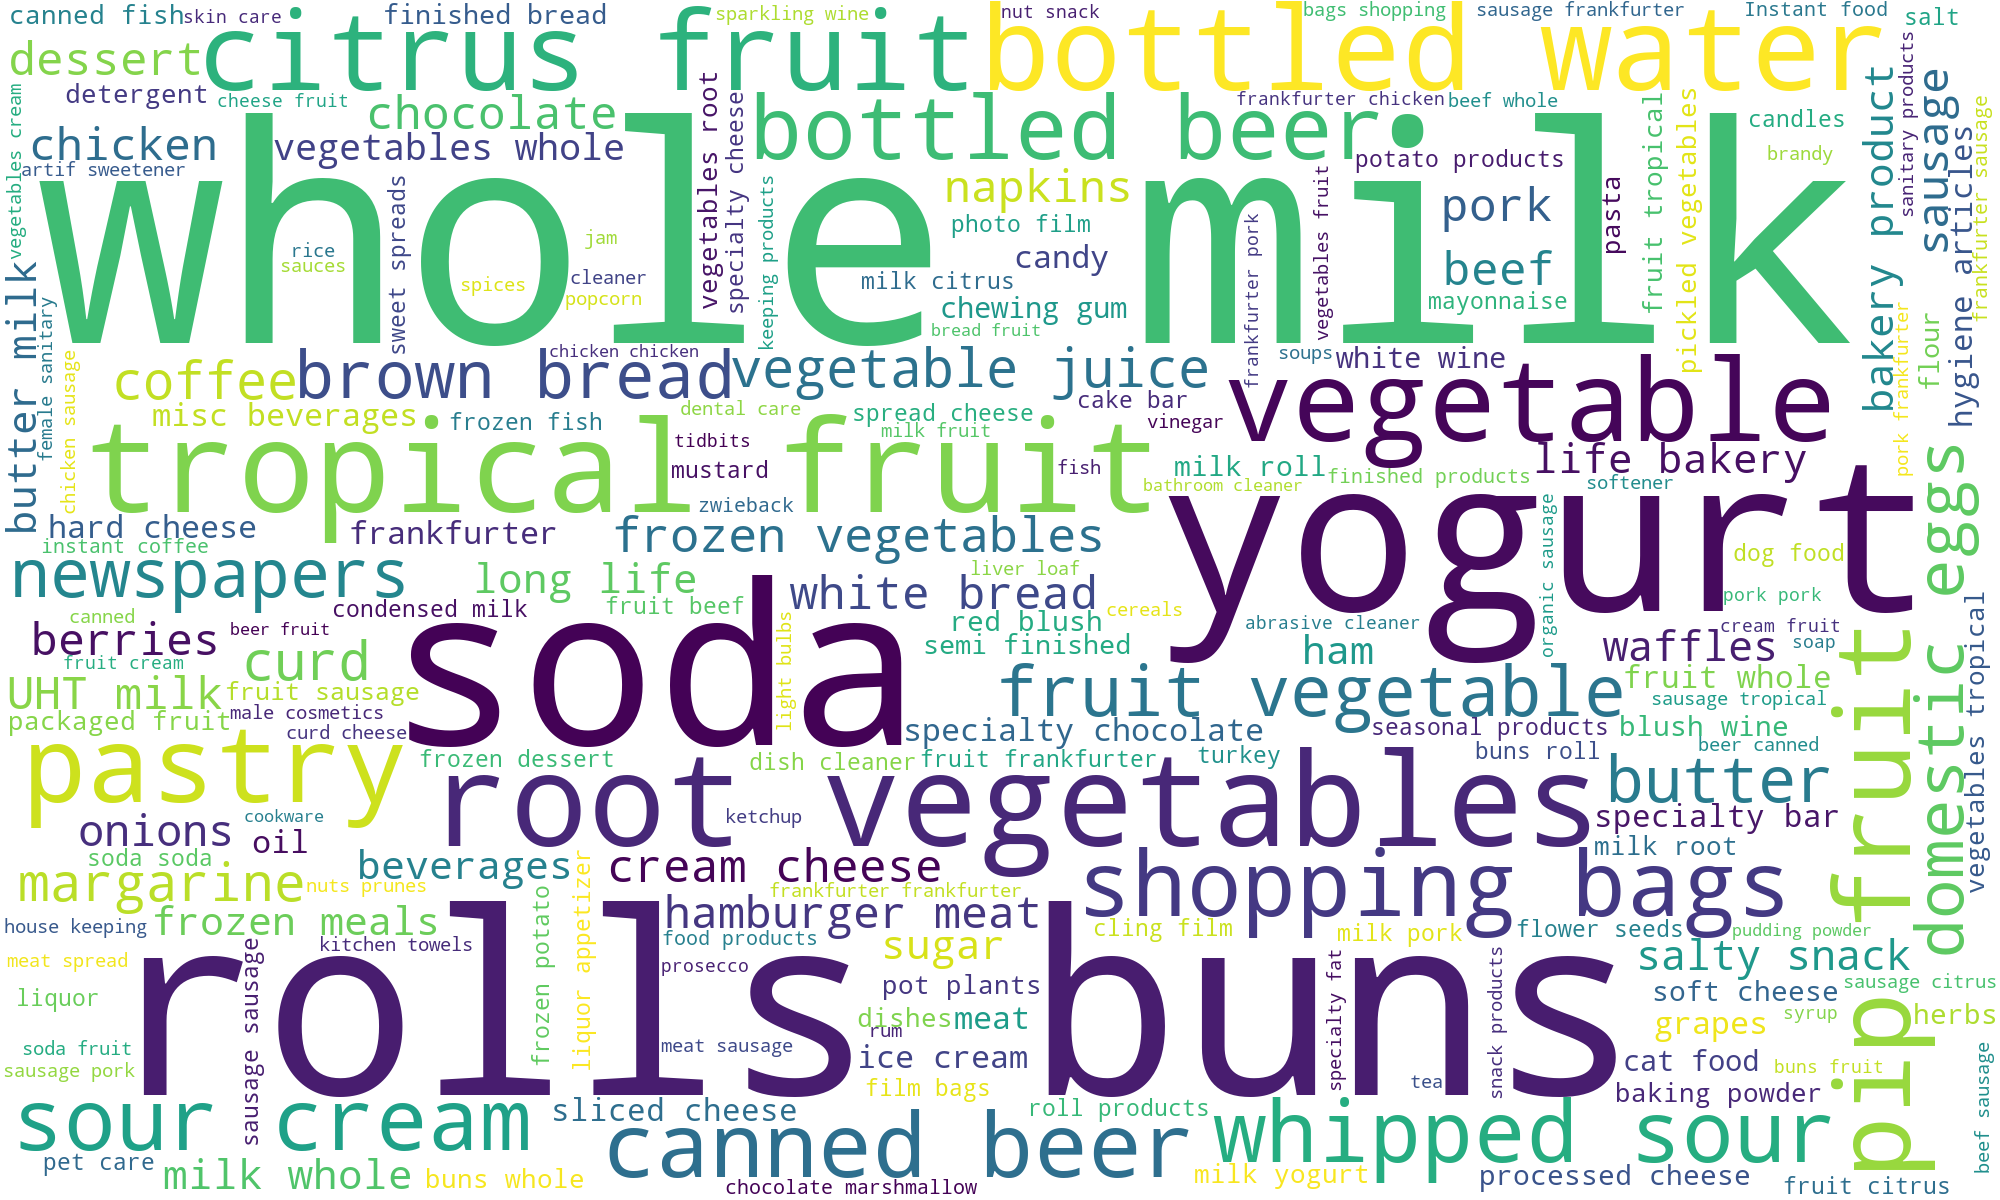 canned fish
skin care
finished bread
sparkling wine
nut snack
bags shopping
sausage frankfurter
Instant food
salt
dessert
citrus fruit
bottled water
detergent
cheese fruit
chocolate
vegetables root
specialty cheese
bottled beer
frankfurter chicken
beef whole
pickled vegetables
fruit tropical
candles
bakery product
sanitary products
sausage
hygiene articles
frankfurter sausage
vegetables cream
chicken
vegetables whole
artif sweetener
whole milk
napkins
potato products
brandy
sweet spreads
keeping products
photo film
frankfurter pork
vegetables fruit
pork
pasta
rice
sauces
jam
spices
cleaner
popcorn
candy
milk citrus
beef
chewing gum
mayonnaise
bread fruit
butter milk
female sanitary
chicken sausage
coffee
brown bread
chicken chicken
vegetable juice
soups
white wine
vegetable
pork frankfurter
flour
misc beverages
frozen fish
dental care
spread cheese
cake bar
vinegar
tropical fruit
tidbits
milk fruit
mustard
fish
milk roll
finished products
life bakery
bathroom cleaner
softener
yogurt
zwieback
hard cheese
frankfurter
frozen vegetables
organic sausage
domestic eggs
instant coffee
newspapers
long life
liver loaf
dog food
condensed milk
fruit beef
white bread
cereals
pork pork
canned
beer fruit
soda
light bulbs
red blush
abrasive cleaner
cream fruit
berries
semi finished
ham
waffles
soap
vegetables tropical
fruit cream
curd
UHT milk
fruit sausage
fruit vegetable
fruit whole
sausage tropical
pip fruit
packaged fruit
male cosmetics
curd cheese
specialty chocolate
seasonal products
blush wine
pastry
frozen dessert
dish cleaner
fruit frankfurter
turkey
buns roll
beer canned
root vegetables
butter
onions
cookware
oil
ketchup
specialty bar
soda soda
beverages
cream cheese
milk root
margarine
nuts prunes
frankfurter frankfurter
shopping bags
frozen potato
liquor appetizer
house keeping
frozen meals
hamburger meat
cling film
milk pork
flower seeds
pudding powder
kitchen towels
food products
sugar
salty snack
meat spread
sausage sausage
rolls buns
prosecco
specialty fat
snack products
sausage citrus
liquor
pot plants
soft cheese
syrup
herbs
dishes
meat
grapes
rum
soda fruit
meat sausage
ice cream
cat food
buns fruit
sausage pork
film bags
tea
baking powder
beef sausage
sour cream
sliced cheese
roll products
canned beer
whipped sour
pet care
milk whole
buns whole
milk yogurt
processed cheese
chocolate marshmallow
fruit citrus